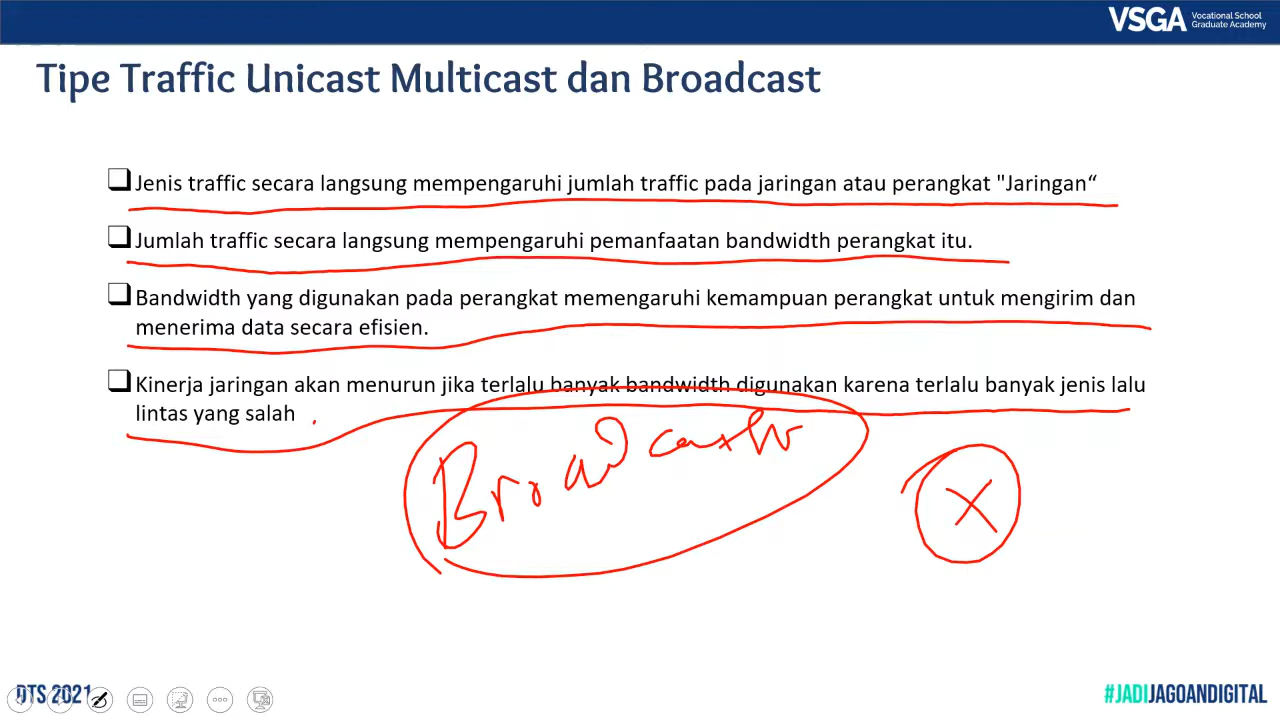 VSGA Vocational School
Graduate Academy
Tipe Traffic Unicast Multicast dan Broadcast
Jenis traffic secara langsung mempengaruhi jumlah traffic pada jaringan atau perangkat "Jaringan“
Jumlah traffic secara langsung mempengaruhi pemanfaatan bandwidth perangkat itu.
Bandwidth yang digunakan pada perangkat memengaruhi kemampuan perangkat untuk mengirim dan
menerima data secara efisien.
Kinerja jaringan akan menurun jika terlalu banyak bandwidth digunakan karena terlalu banyak jenis lalu
lintas yang salah
X
DTS 2021
#JADIJAGOANDIGITAL